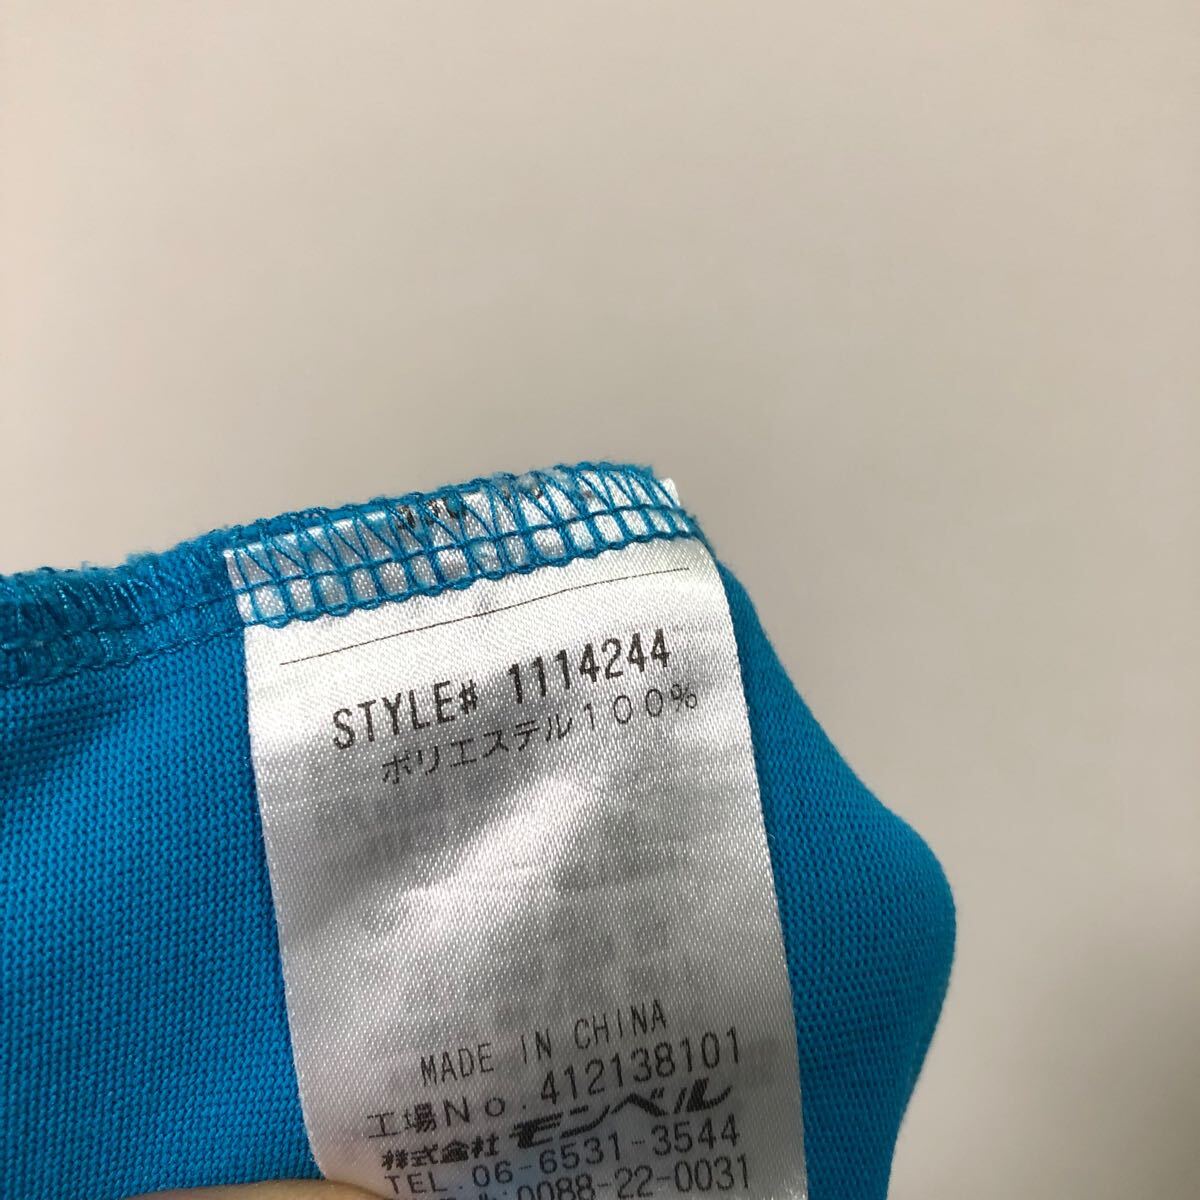 STYLE# 1114244
ポリエステル100%
MADE IN CHINA
工場No.412138101
株式会社 モンベル
TEL.06-6531-3544
0088-22-0031